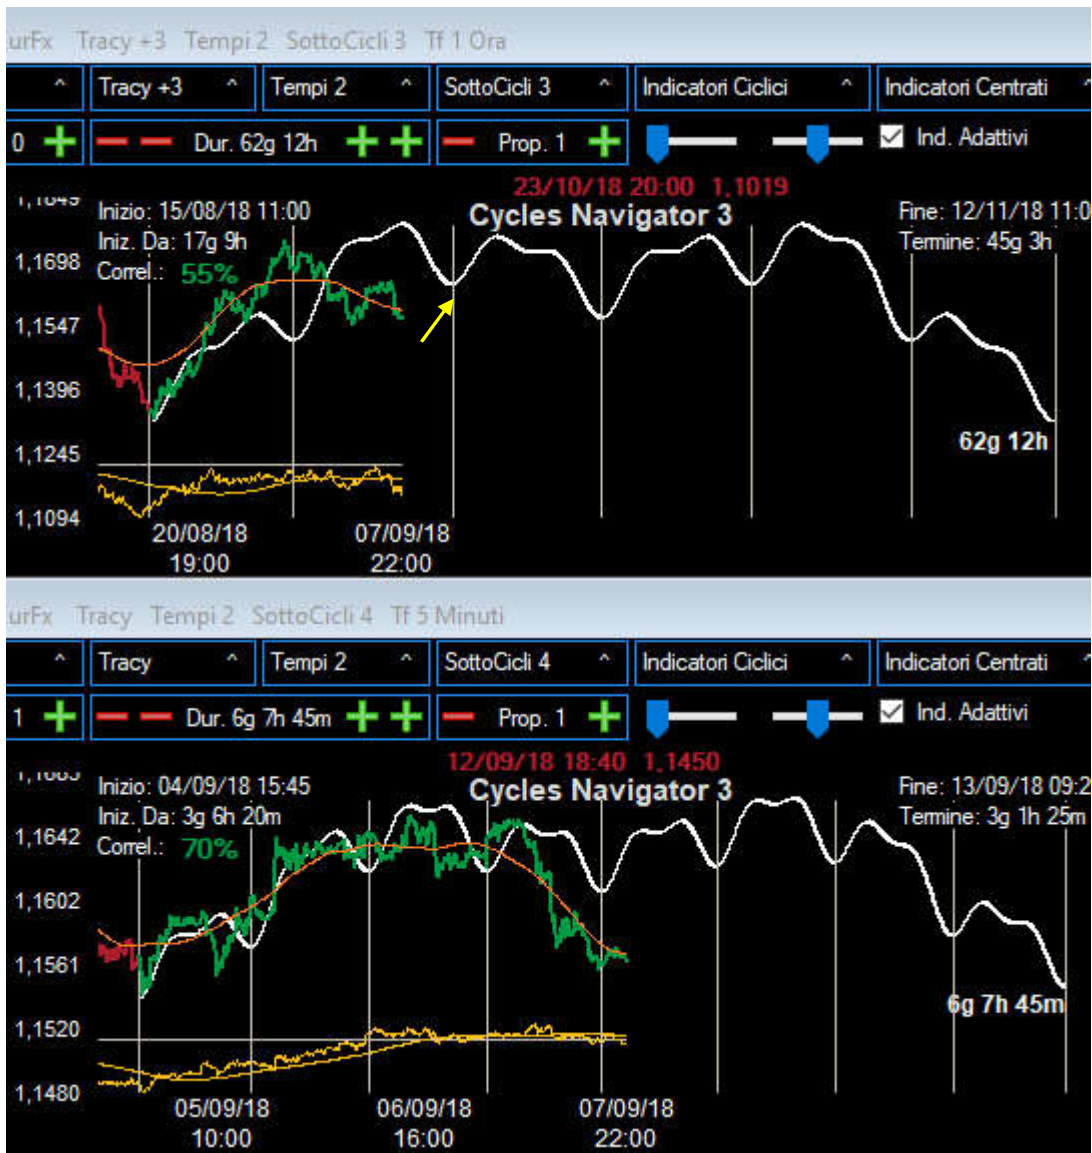 urFx Tracy +3 Tempi 2 SottoCicli 3 Tf 1 Ora
^ Tracy +3 ^ Tempi 2 ^ SottoCicli 3 ^ Indicatori Ciclici ^ Indicatori Centrati ^
0 Dur. 62g 12h Prop. 1 Ind. Adattivi
23/10/18 20:00 1,1019
Cycles Navigator 3
Inizio: 15/08/18 11:00
Iniz. Da: 17g 9h
Correl.: 55%
Fine: 12/11/18 11:0
Termine: 45g 3h
1,1849
1,1698
1,1547
1,1396
1,1245
1,1094
62g 12h
20/08/18 07/09/18
19:00 22:00
urFx Tracy Tempi 2 SottoCicli 4 Tf 5 Minuti
^ Tracy ^ Tempi 2 ^ SottoCicli 4 ^ Indicatori Ciclici ^ Indicatori Centrati ^
1 Dur. 6g 7h 45m Prop. 1 Ind. Adattivi
12/09/18 18:40 1,1450
Cycles Navigator 3
Inizio: 04/09/18 15:45
Iniz. Da: 3g 6h 20m
Correl.: 70%
Fine: 13/09/18 09:2
Termine: 3g 1h 25m
1,1683
1,1642
1,1602
1,1561
1,1520
1,1480
6g 7h 45m
05/09/18 06/09/18 07/09/18
10:00 16:00 22:00